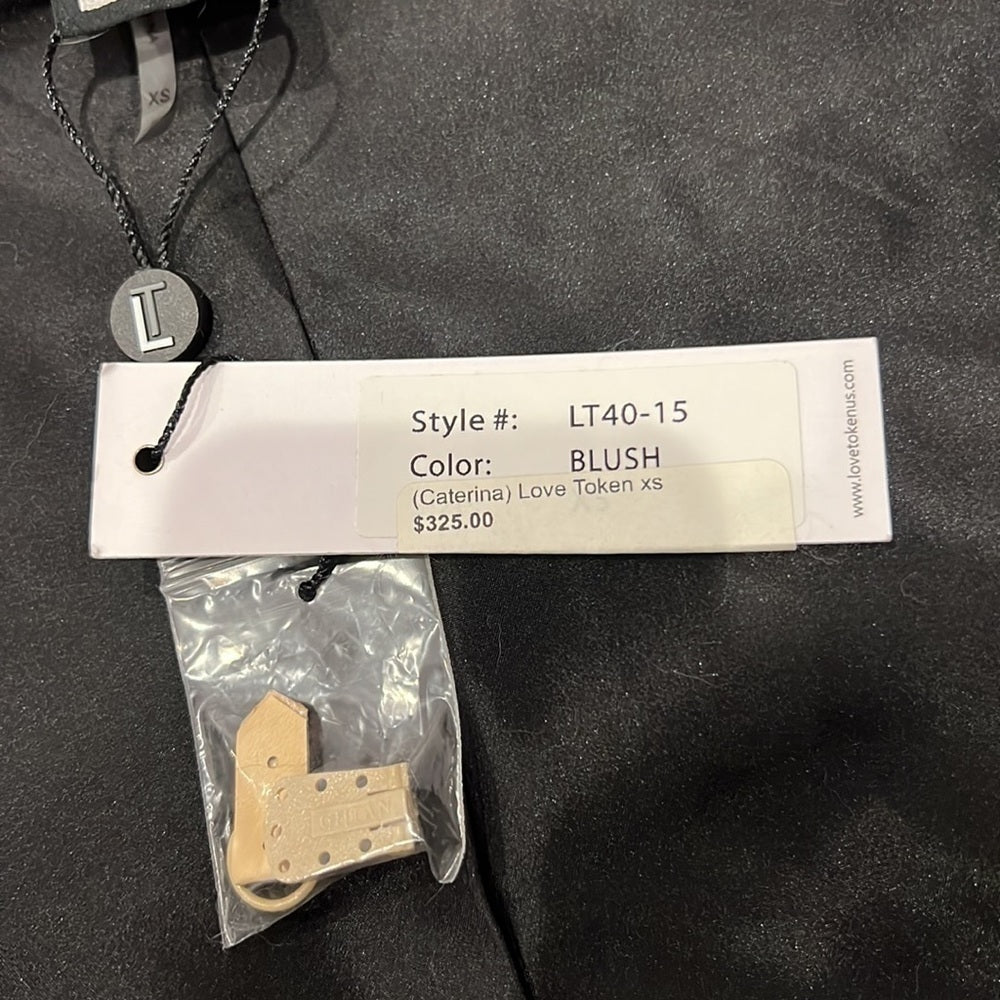 XS
LT
Style #: LT40-15
Color: BLUSH
(Caterina) Love Token xs
$325.00
www.lovetokenus.com